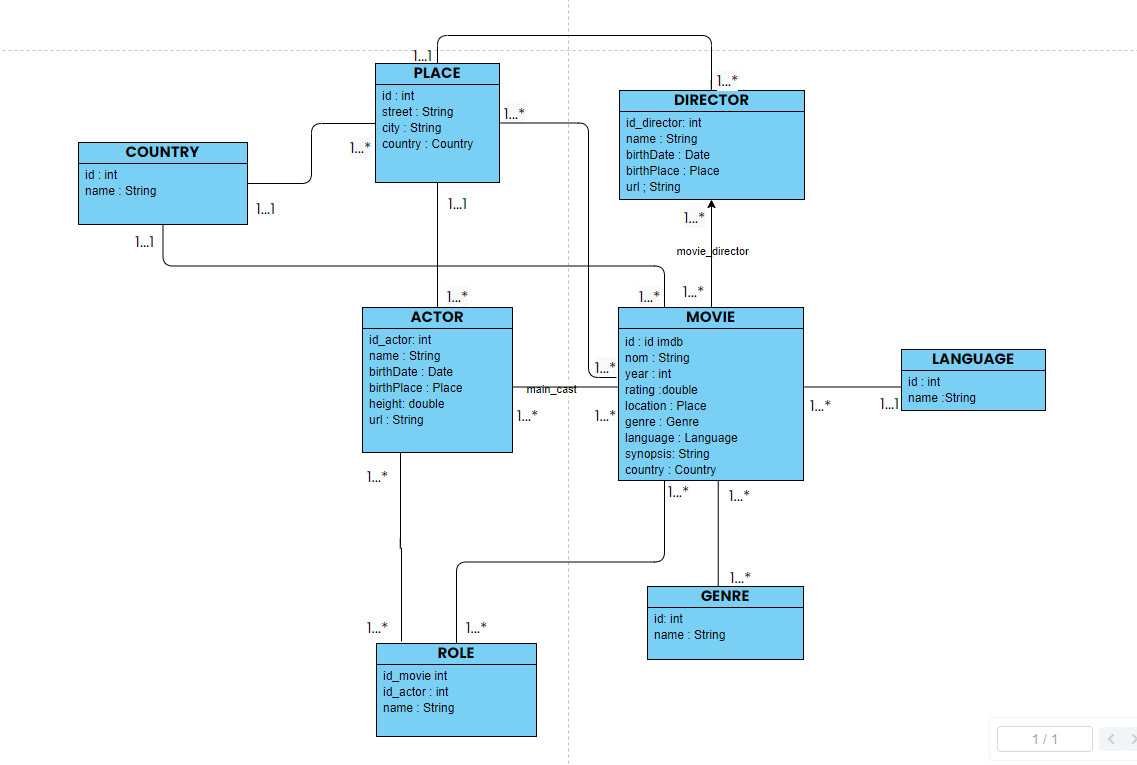 1...1
PLACE
id : int
street : String
city : String
country : Country
1...*
DIRECTOR
id_director: int
name : String
birthDate : Date
birthPlace : Place
url ; String
1...*
1...*
COUNTRY
id : int
name : String
1...1
1...1
1...1
1...*
movie_director
1...*
1...*
1...*
ACTOR
id_actor: int
name : String
birthDate : Date
birthPlace : Place
height: double
url : String
main_cast
1...*
1...*
1...*
MOVIE
id : id imdb
nom : String
year : int
rating :double
location : Place
genre : Genre
language : Language
synopsis: String
country : Country
LANGUAGE
id : int
name :String
1...*
1...1
1...*
1...*
1...*
1...*
GENRE
id: int
name : String
1...*
1...*
ROLE
id_movie int
id_actor : int
name : String
1 / 1